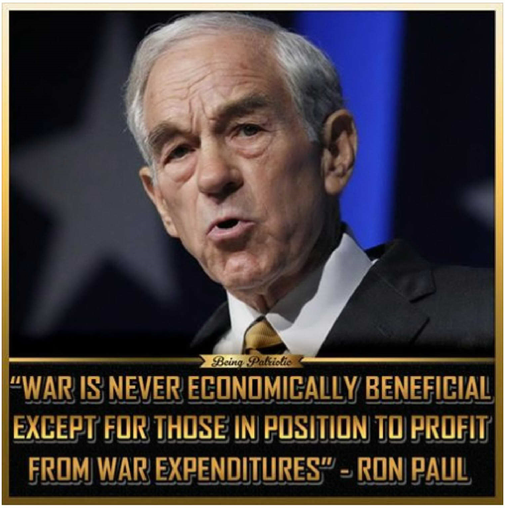 Being Patriotic
“WAR IS NEVER ECONOMICALLY BENEFICIAL
EXCEPT FOR THOSE IN POSITION TO PROFIT
FROM WAR EXPENDITURES” - RON PAUL